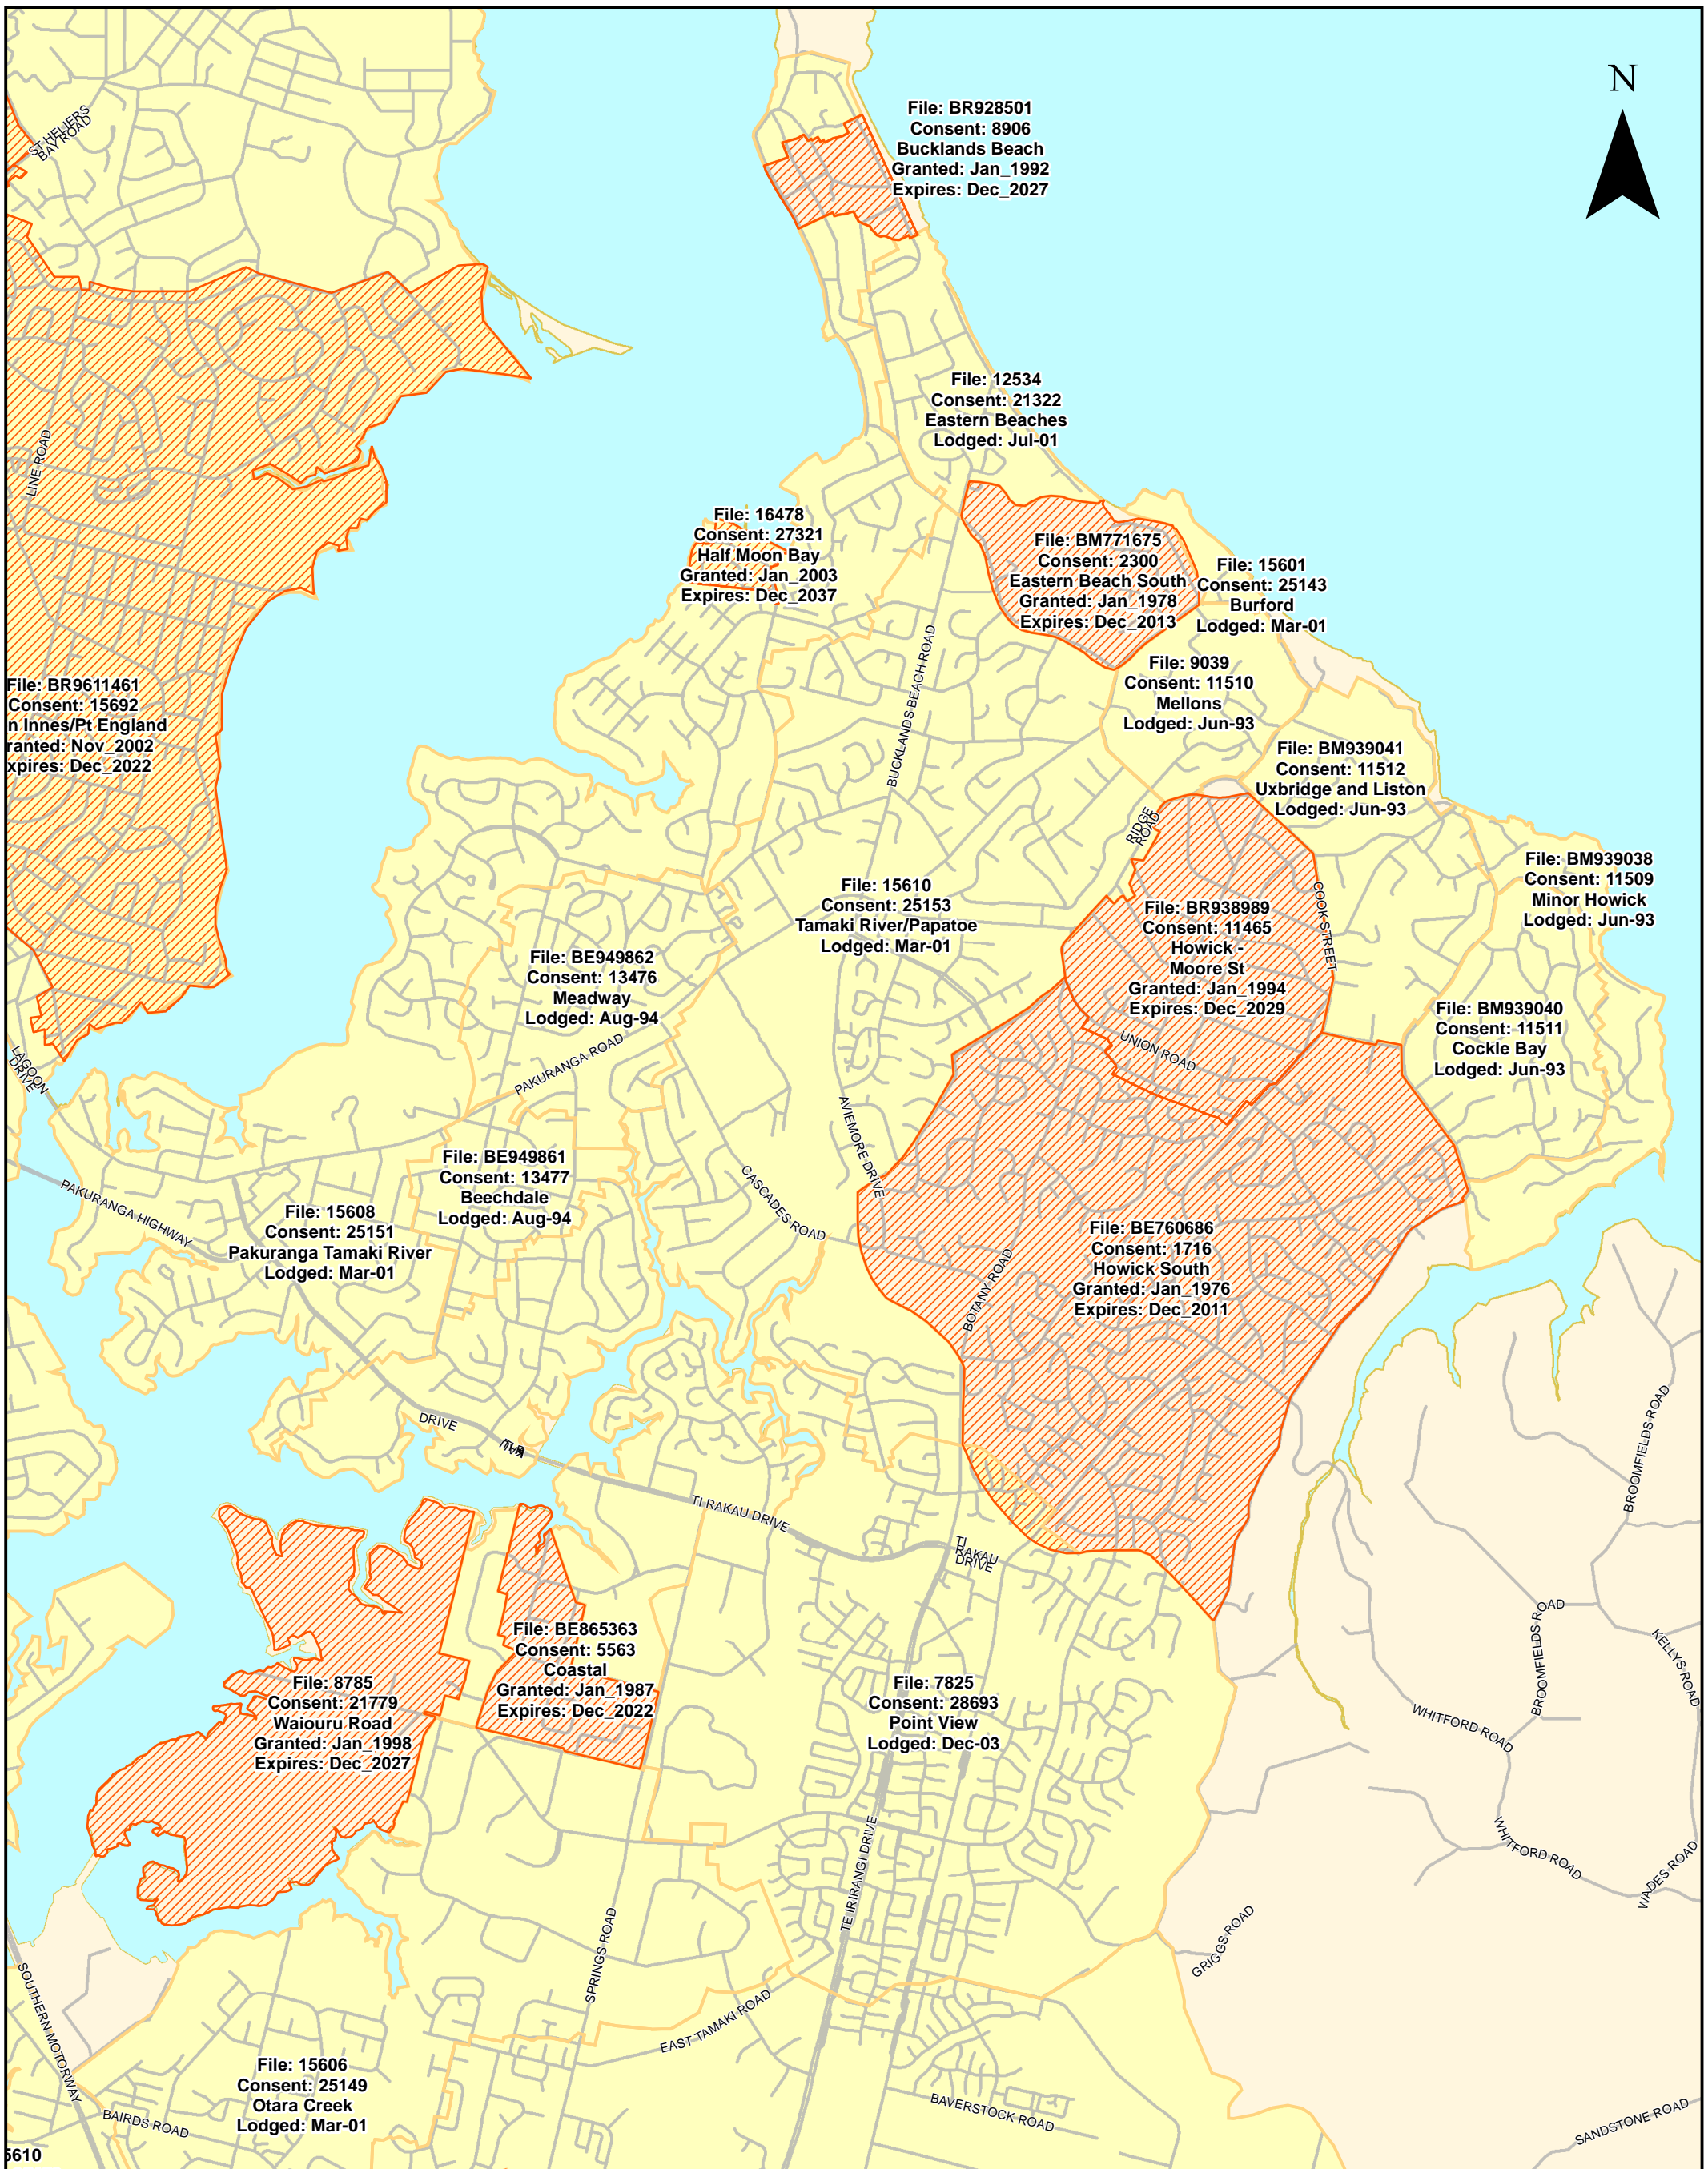 N
ST HELIERS
BAY ROAD
File: BR928501
Consent: 8906
Bucklands Beach
Granted: Jan_1992
Expires: Dec_2027
File: 12534
Consent: 21322
Eastern Beaches
Lodged: Jul-01
LINE ROAD
File: 16478
Consent: 27321
Half Moon Bay
Granted: Jan_2003
Expires: Dec_2037
File: BM771675
Consent: 2300
Eastern Beach South
Granted: Jan_1978
Expires: Dec_2013
File: 15601
Consent: 25143
Burford
Lodged: Mar-01
BUCKLANDS BEACH ROAD
File: 9039
Consent: 11510
Mellons
Lodged: Jun-93
File: BR9611461
Consent: 15692
n Innes/Pt England
ranted: Nov_2002
xpires: Dec_2022
File: BM939041
Consent: 11512
Uxbridge and Liston
Lodged: Jun-93
RIDGE
ROAD
File: BM939038
Consent: 11509
Minor Howick
Lodged: Jun-93
File: 15610
Consent: 25153
Tamaki River/Papatoe
Lodged: Mar-01
COOK STREET
File: BR938989
Consent: 11465
Howick -
Moore St
Granted: Jan_1994
Expires: Dec_2029
File: BE949862
Consent: 13476
Meadway
Lodged: Aug-94
File: BM939040
Consent: 11511
Cockle Bay
Lodged: Jun-93
UNION ROAD
LAGOON
DRIVE
PAKURANGA ROAD
AVIEMORE DRIVE
File: BE949861
Consent: 13477
Beechdale
Lodged: Aug-94
CASCADES ROAD
PAKURANGA HIGHWAY
File: 15608
Consent: 25151
Pakuranga Tamaki River
Lodged: Mar-01
BOTANY ROAD
File: BE760686
Consent: 1716
Howick South
Granted: Jan_1976
Expires: Dec_2011
DRIVE
BROOMFIELDS ROAD
TI RAKAU DRIVE
TI
RAKAU
DRIVE
File: BE865363
Consent: 5563
Coastal
Granted: Jan_1987
Expires: Dec_2022
BROOMFIELDS ROAD
KELLYS ROAD
File: 8785
Consent: 21779
Waiouru Road
Granted: Jan_1998
Expires: Dec_2027
File: 7825
Consent: 28693
Point View
Lodged: Dec-03
WHITFORD ROAD
WHITFORD ROAD
WADES ROAD
TE IRIRANGI DRIVE
SPRINGS ROAD
GRIGGS ROAD
SOUTHERN MOTORWAY
EAST TAMAKI ROAD
File: 15606
Consent: 25149
Otara Creek
Lodged: Mar-01
BAIRDS ROAD
BAVERSTOCK ROAD
SANDSTONE ROAD
5610